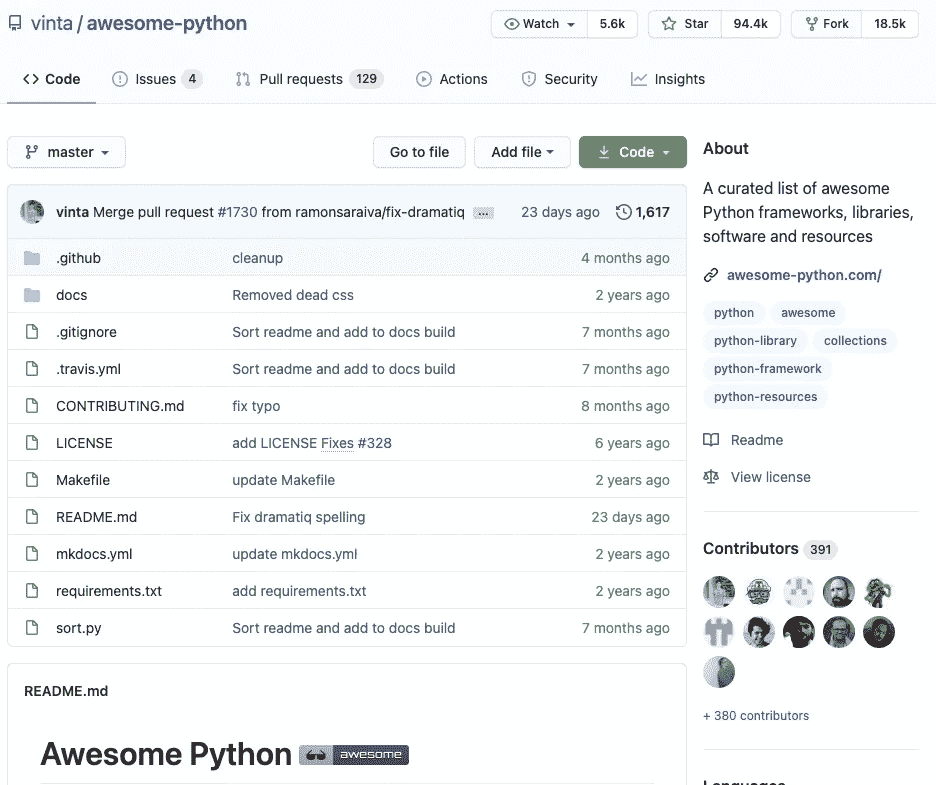 vinta / awesome-python
Watch 5.6k Star 94.4k Fork 18.5k
Code Issues 4 Pull requests 129 Actions Security Insights
master Go to file Add file Code
vinta Merge pull request #1730 from ramonsaraiva/fix-dramatiq ... 23 days ago 1,617
.github cleanup 4 months ago
docs Removed dead css 2 years ago
.gitignore Sort readme and add to docs build 7 months ago
.travis.yml Sort readme and add to docs build 7 months ago
CONTRIBUTING.md fix typo 8 months ago
LICENSE add LICENSE Fixes #328 6 years ago
Makefile update Makefile 2 years ago
README.md Fix dramatiq spelling 23 days ago
mkdocs.yml update mkdocs.yml 2 years ago
requirements.txt add requirements.txt 2 years ago
sort.py Sort readme and add to docs build 7 months ago
README.md
Awesome Python awesome
About
A curated list of awesome
Python frameworks, libraries,
software and resources
awesome-python.com/
python awesome
python-library collections
python-framework
python-resources
Readme
View license
Contributors 391
+ 380 contributors
Languages